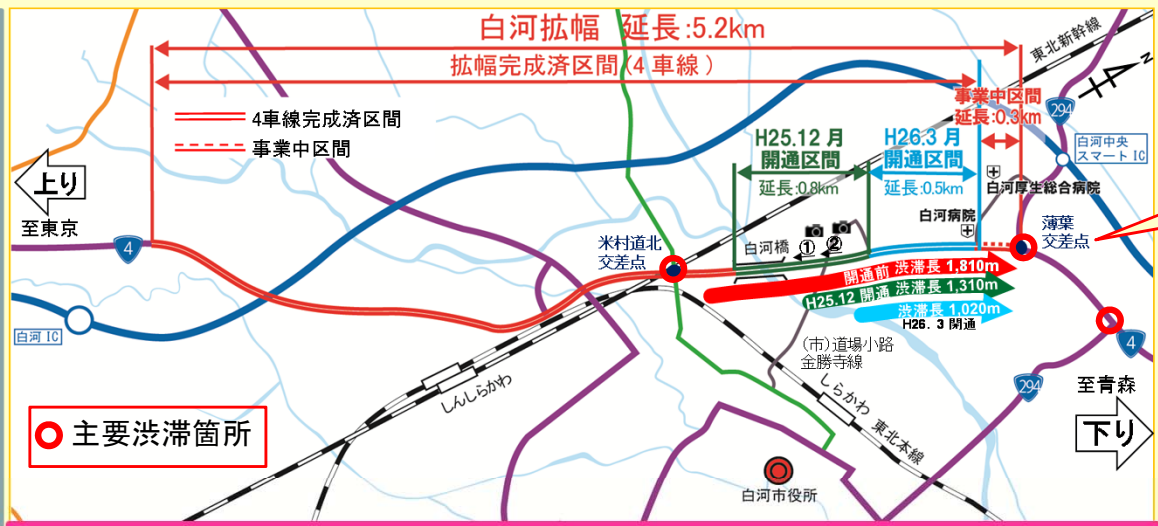 白河拡幅 延長:5.2km
拡幅完成済区間(4車線)
東北新幹線
N
4車線完成済区間
事業中区間
事業中区間
延長:0.3km
294
白河中央
スマートIC
H25.12月
開通区間
延長:0.8km
H26.3月
開通区間
延長:0.5km
白河厚生総合病院
白河病院
上り
至東京
4
米村道北
交差点
白河橋
①
②
薄葉
交差点
開通前 渋滞長 1,810m
H25.12 開通 渋滞長 1,310m
渋滞長 1,020m
H26.3 開通
白河IC
(市)道場小路
金勝寺線
しんしらかわ
しらかわ
東北本線
4
294
至青森
下り
主要渋滞箇所
白河市役所